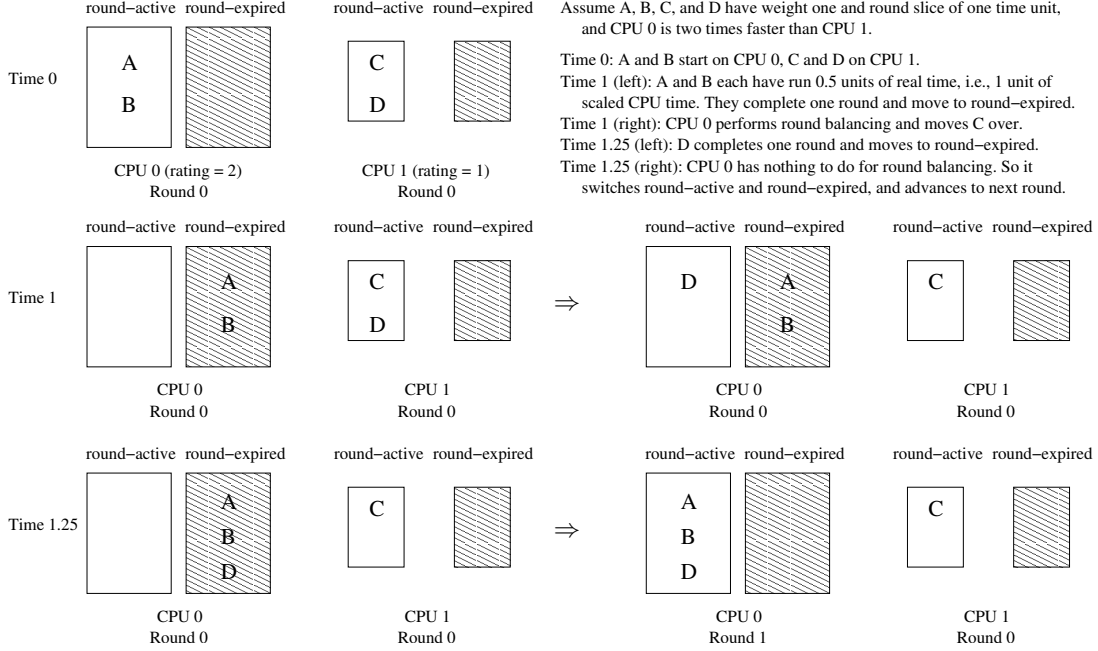 round−active round−expired round−active round−expired
Assume A, B, C, and D have weight one and round slice of one time unit,
and CPU 0 is two times faster than CPU 1.
Time 0: A and B start on CPU 0, C and D on CPU 1.
Time 1 (left): A and B each have run 0.5 units of real time, i.e., 1 unit of
scaled CPU time. They complete one round and move to round−expired.
Time 1 (right): CPU 0 performs round balancing and moves C over.
Time 1.25 (left): D completes one round and moves to round−expired.
Time 1.25 (right): CPU 0 has nothing to do for round balancing. So it
switches round−active and round−expired, and advances to next round.
Time 0
A C
B D
CPU 0 (rating = 2) CPU 1 (rating = 1)
Round 0 Round 0
round−active round−expired round−active round−expired round−active round−expired round−active round−expired
Time 1
A C ⇒ D A C
B D B
CPU 0 CPU 1 CPU 0 CPU 1
Round 0 Round 0 Round 0 Round 0
round−active round−expired round−active round−expired round−active round−expired round−active round−expired
Time 1.25
A C ⇒ A C
B B
D D
CPU 0 CPU 1 CPU 0 CPU 1
Round 0 Round 0 Round 1 Round 0